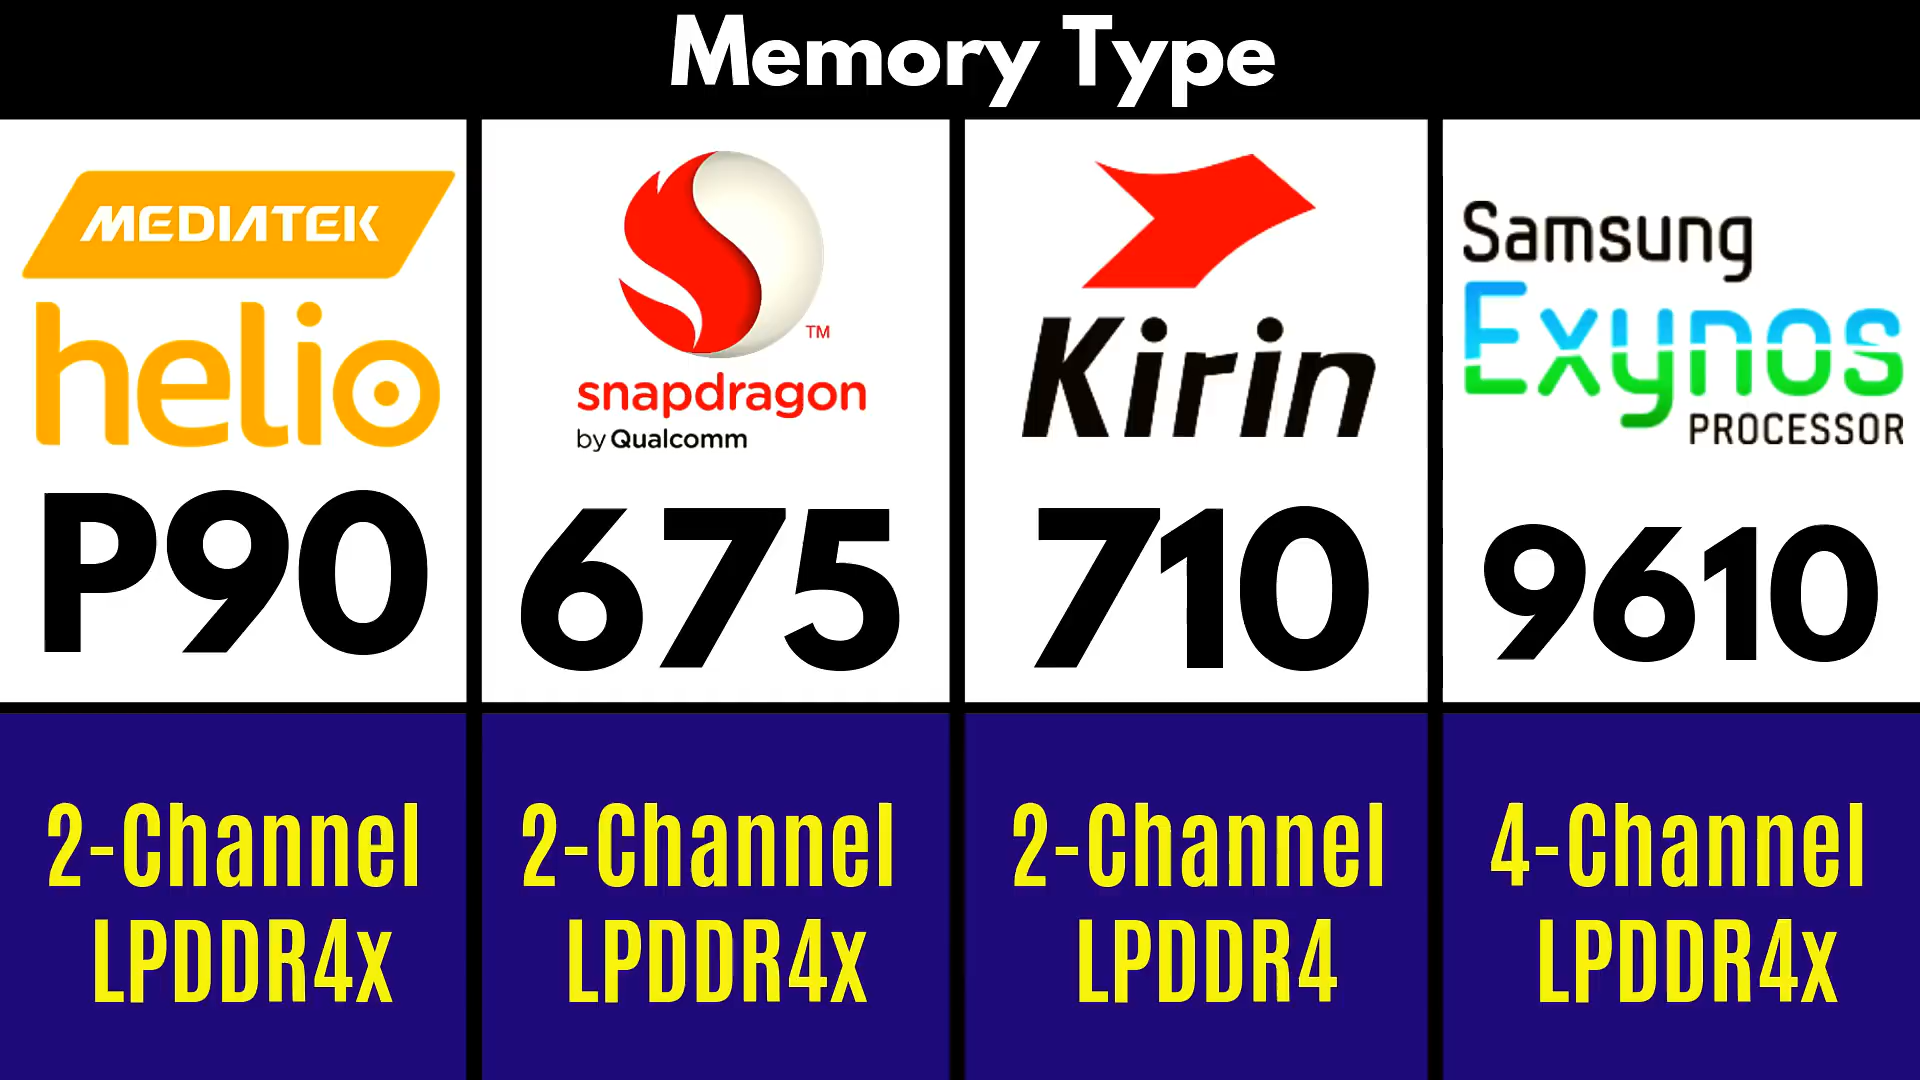 Memory Type
MEDIATEK
helio
P90
2-Channel
LPDDR4x
TM
snapdragon
by Qualcomm
675
2-Channel
LPDDR4x
Kirin
710
2-Channel
LPDDR4
Samsung
Exynos
PROCESSOR
9610
4-Channel
LPDDR4x